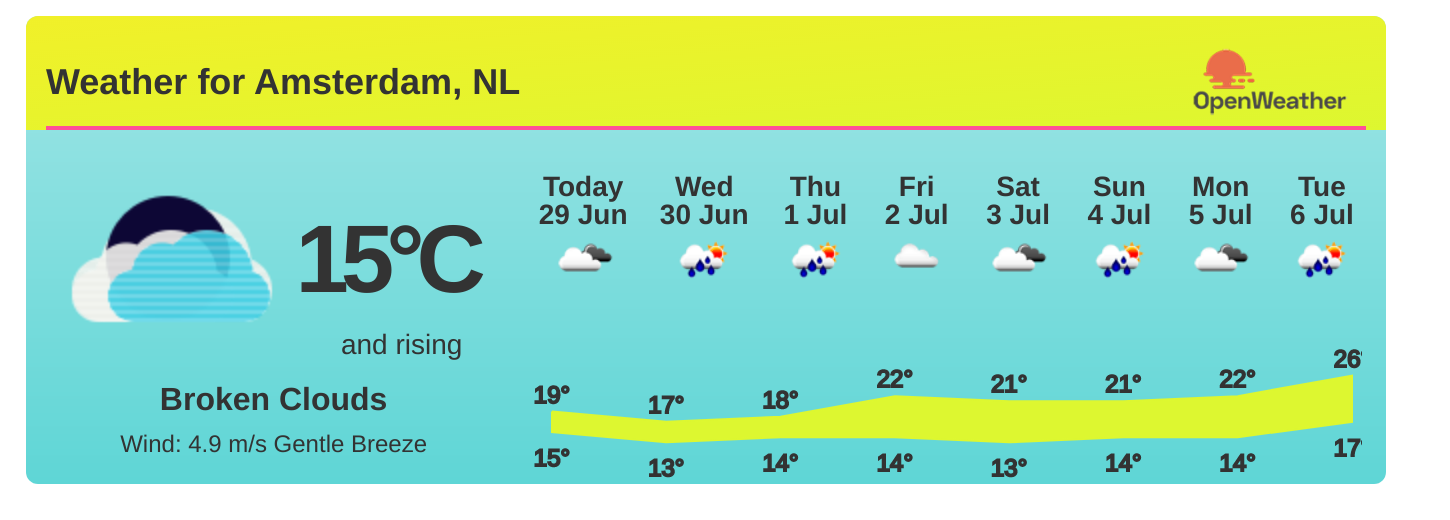 Weather for Amsterdam, NL
OpenWeather
15°C
and rising
Broken Clouds
Wind: 4.9 m/s Gentle Breeze
Today Wed Thu Fri Sat Sun Mon Tue
29 Jun 30 Jun 1 Jul 2 Jul 3 Jul 4 Jul 5 Jul 6 Jul
19° 17° 18° 22° 21° 21° 22° 26°
15° 13° 14° 14° 13° 14° 14° 17°